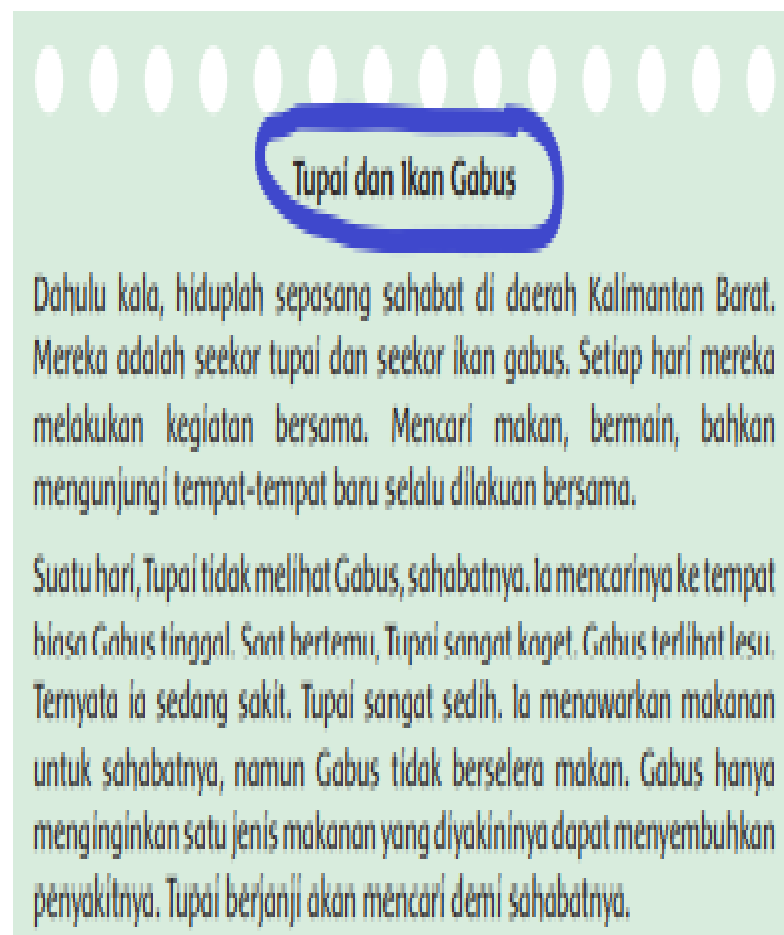 Tupai dan Ikan Gabus
Dahulu kala, hiduplah sepasang sahabat di daerah Kalimantan Barat.
Mereka adalah seekor tupai dan seekor ikan gabus. Setiap hari mereka
melakukan kegiatan bersama. Mencari makan, bermain, bahkan
mengunjungi tempat-tempat baru selalu dilakuan bersama.
Suatu hari, Tupai tidak melihat Gabus, sahabatnya. Ia mencarinya ke tempat
biasa Gabus tinggal. Saat bertemu, Tupai sangat kaget. Gabus terlihat lesu.
Ternyata ia sedang sakit. Tupai sangat sedih. Ia menawarkan makanan
untuk sahabatnya, namun Gabus tidak berselera makan. Gabus hanya
menginginkan satu jenis makanan yang diyakininya dapat menyembuhkan
penyakitnya. Tupai berjanji akan mencari demi sahabatnya.